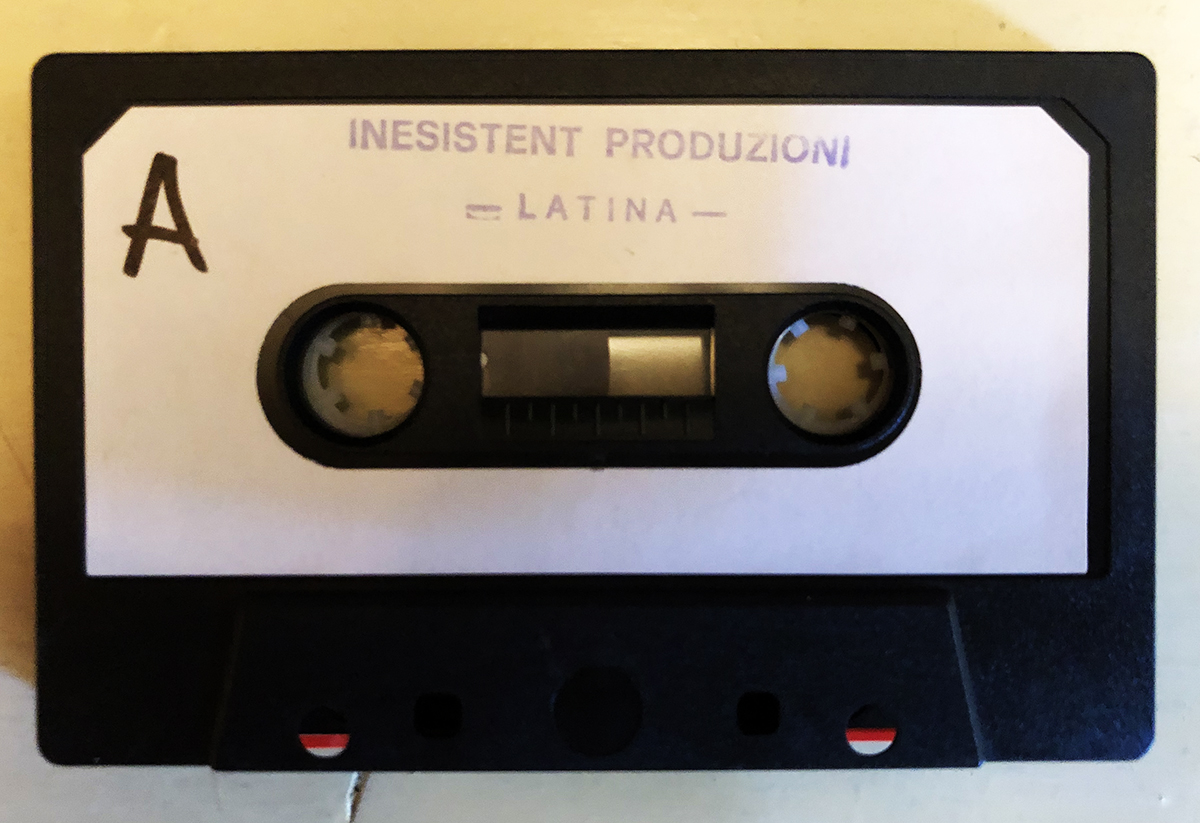 INESISTENT PRODUZIONI
— LATINA —
A